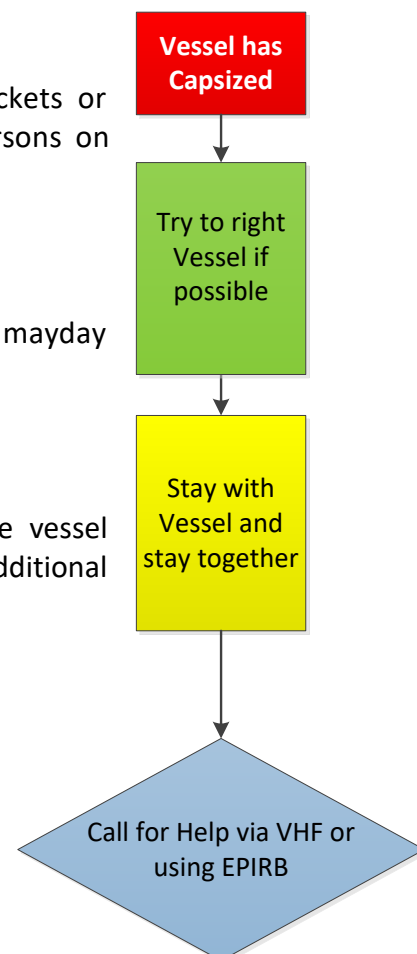 Vessel has
Capsized
ckets or
rsons on
Try to right
Vessel if
possible
mayday
Stay with
Vessel and
stay together
e vessel
dditional
Call for Help via VHF or
using EPIRB